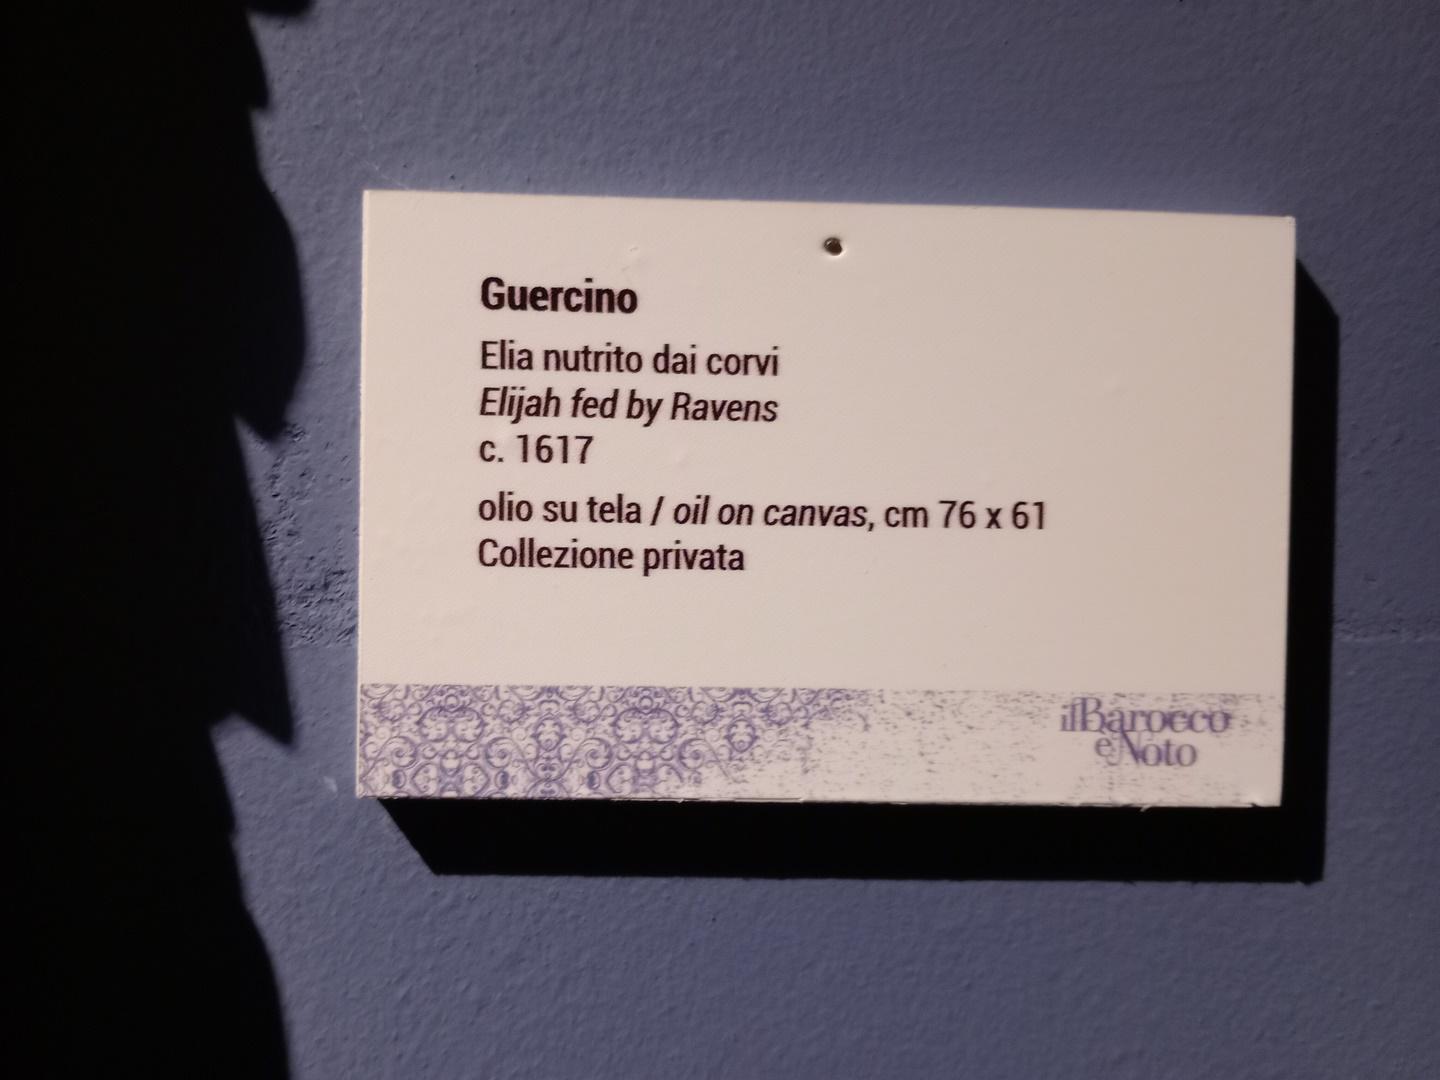 Guercino
Elia nutrito dai corvi
Elijah fed by Ravens
c. 1617
olio su tela / oil on canvas, cm 76 x 61
Collezione privata
il Barocco
è Noto